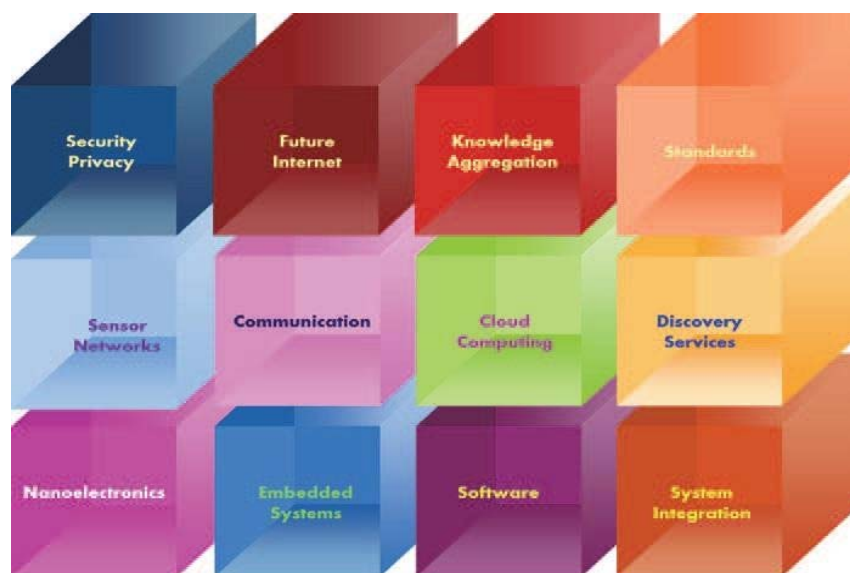 Security
Privacy
Future
Internet
Knowledge
Aggregation
Standards
Sensor
Networks
Communication
Cloud
Computing
Discovery
Services
Nanoelectronics
Embedded
Systems
Software
System
Integration